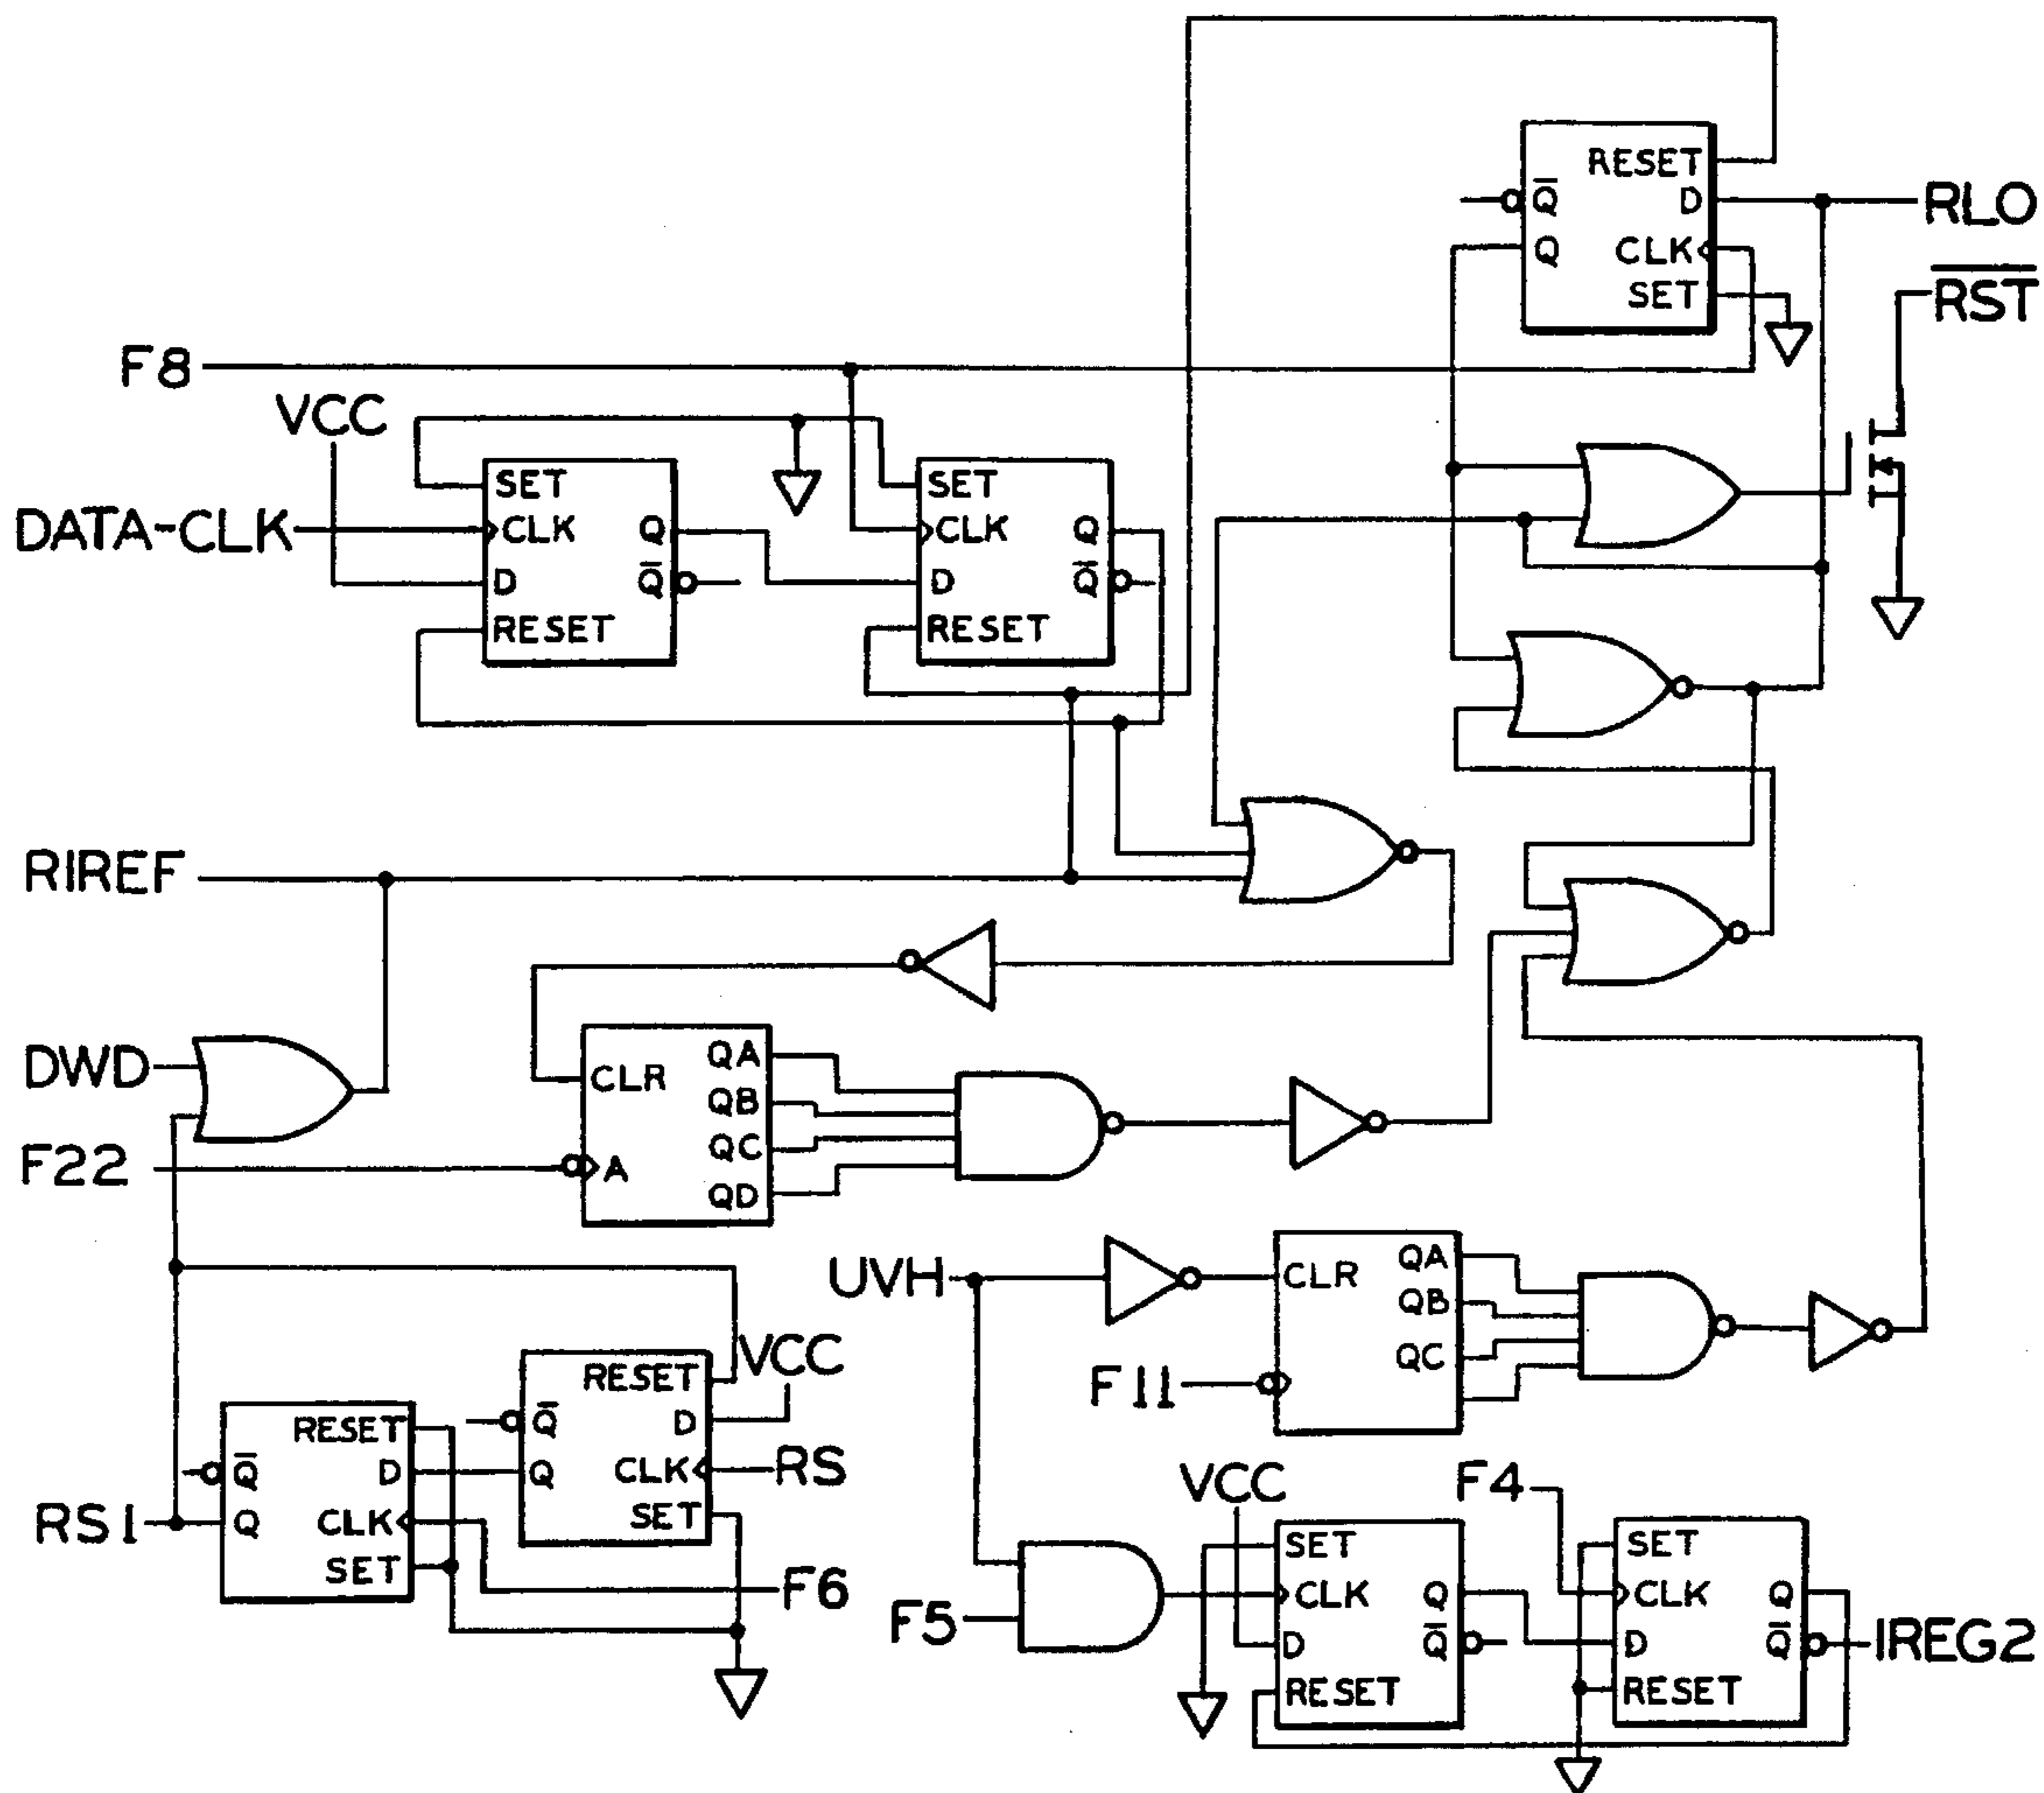 RESET
Q̅
D
RLO
Q
CLK
SET
R̅S̅T̅
F8
VCC
SET
SET
DATA-CLK
CLK
Q
CLK
Q
D
Q̅
D
Q̅
RESET
RESET
RIREF
DWD
CLR
QA
QB
QC
F22
A
QD
UVH
CLR
QA
QB
VCC
RESET
QC
F11
RESET
Q̅
D
Q̅
D
Q
CLK
RS
VCC
F4
RS1
Q
CLK
SET
SET
SET
SET
F6
CLK
Q
CLK
Q
F5
D
Q̅
D
Q̅
IREG2
RESET
RESET